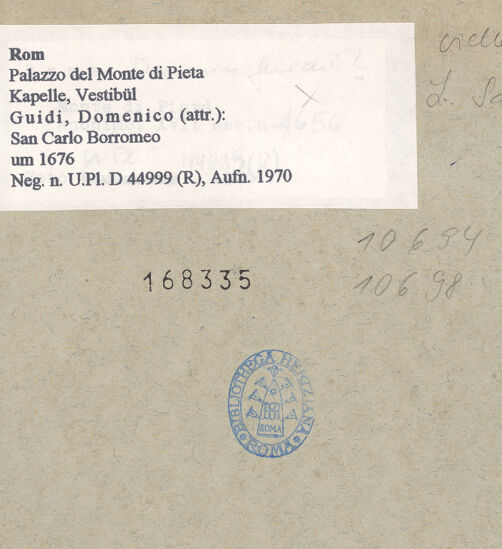 Rom
Palazzo del Monte di Pieta
Kapelle, Vestibül
Guidi, Domenico (attr.):
San Carlo Borromeo
um 1676
Neg. n. U.Pl. D 44999 (R), Aufn. 1970
10694
10698
168335
BIBLIOTHECA HERTZIANA
ROMA
ROMA